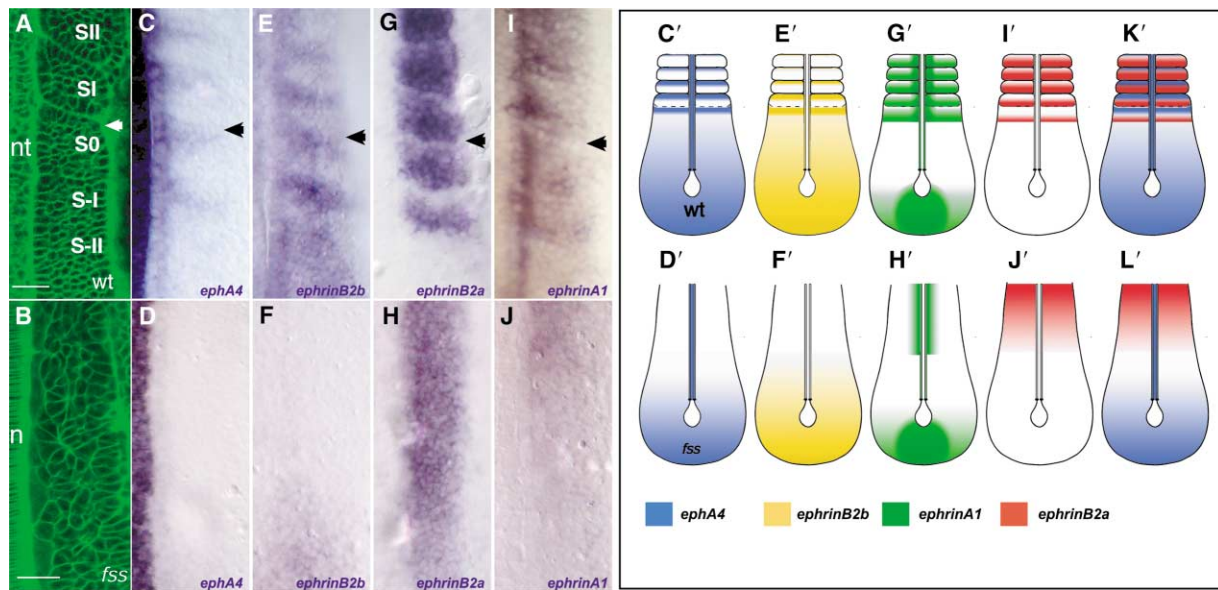 A C E G I
SII
SI
S0
S-I
S-II
nt
wt
ephA4
ephrinB2b
ephrinB2a
ephrinA1
B D F H J
n
fss
ephA4
ephrinB2b
ephrinB2a
ephrinA1
C′ E′ G′ I′ K′
wt
D′ F′ H′ J′ L′
fss
ephA4 ephrinB2b ephrinA1 ephrinB2a